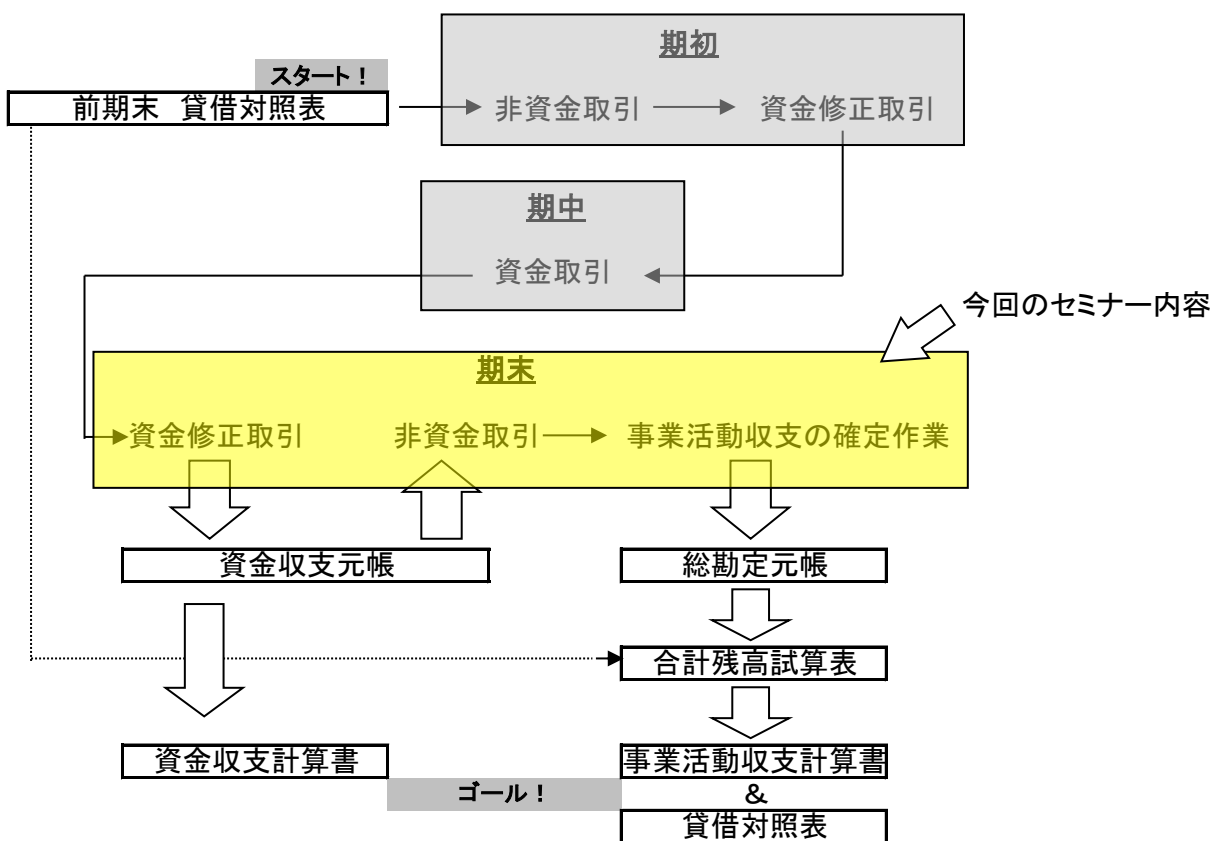 期初
スタート！
前期末 貸借対照表
非資金取引
資金修正取引
期中
資金取引
今回のセミナー内容
期末
資金修正取引
非資金取引
事業活動収支の確定作業
資金収支元帳
総勘定元帳
合計残高試算表
資金収支計算書
事業活動収支計算書
ゴール！
&
貸借対照表